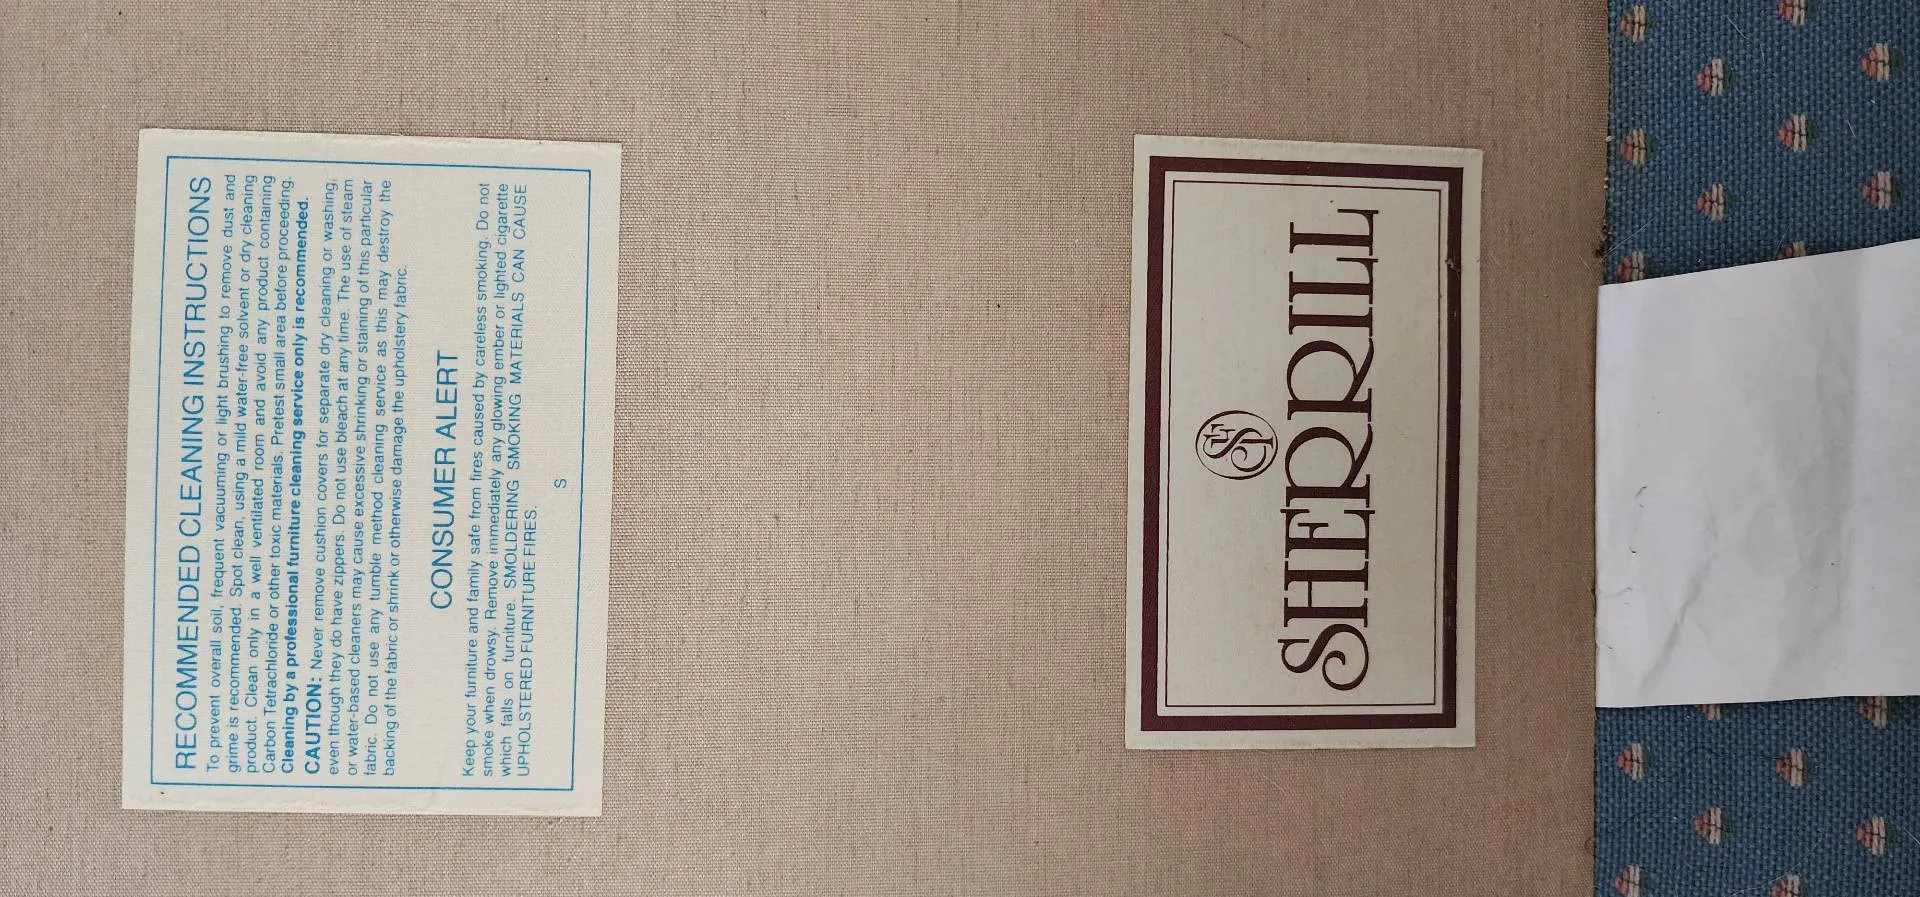 RECOMMENDED CLEANING INSTRUCTIONS
To prevent overall soil, frequent vacuuming or light brushing to remove dust and
grime is recommended. Spot clean, using a mild water-free solvent or dry cleaning
product. Clean only in a well ventilated room and avoid any product containing
Carbon Tetrachloride or other toxic materials. Pretest small area before proceeding.
Cleaning by a professional furniture cleaning service only is recommended.
CAUTION: Never remove cushion covers for separate dry cleaning or washing,
even though they do have zippers. Do not use bleach at any time. The use of steam
or water-based cleaners may cause excessive shrinking or staining of this particular
fabric. Do not use any tumble method cleaning service as this may destroy the
backing of the fabric or shrink or otherwise damage the upholstery fabric.
CONSUMER ALERT
Keep your furniture and family safe from fires caused by careless smoking. Do not
smoke when drowsy. Remove immediately any glowing ember or lighted cigarette
which falls on furniture. SMOLDERING SMOKING MATERIALS CAN CAUSE
UPHOLSTERED FURNITURE FIRES.
S
SHERRILL